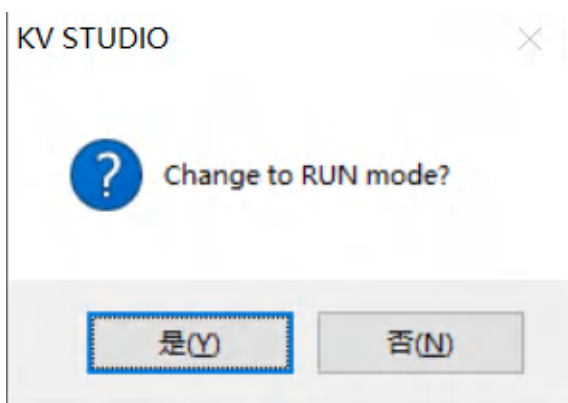 KV STUDIO
Change to RUN mode?
是(Y)
否(N)